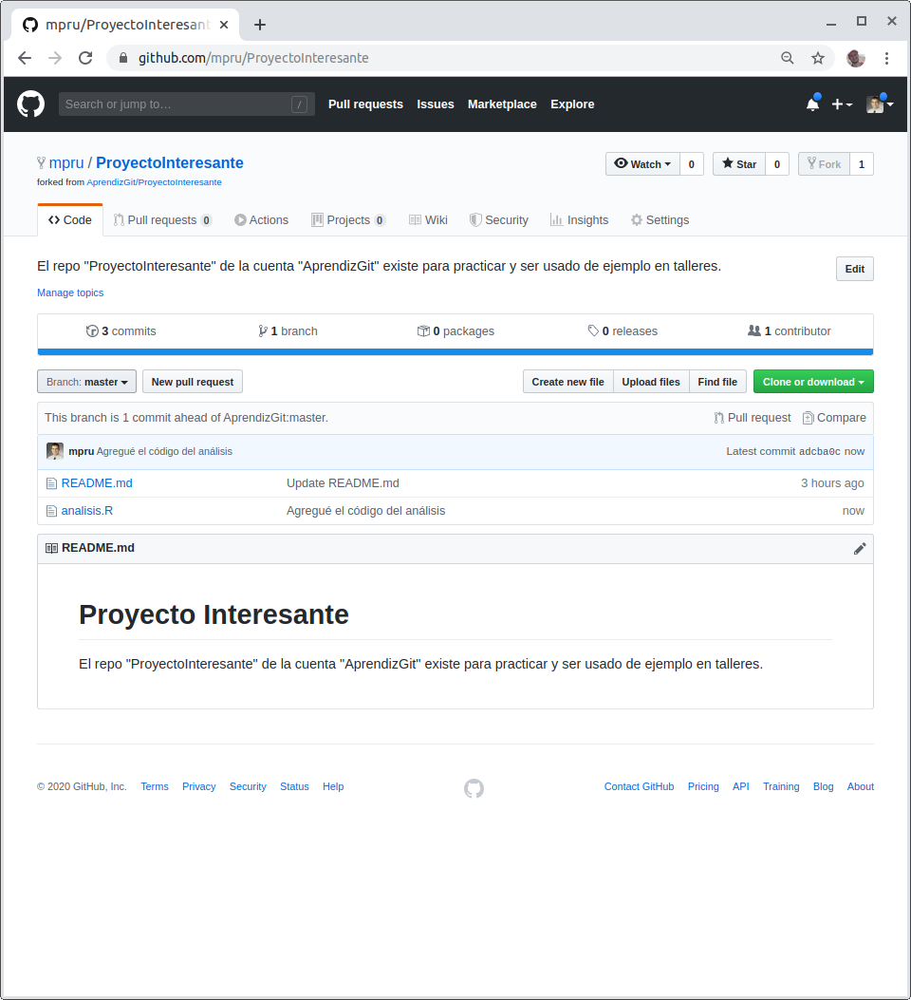 mpru/ProyectoInteresant
github.com/mpru/ProyectoInteresante
Search or jump to… / Pull requests Issues Marketplace Explore
mpru / ProyectoInteresante Watch 0 Star 0 Fork 1
forked from AprendizGit/ProyectoInteresante
Code Pull requests 0 Actions Projects 0 Wiki Security Insights Settings
El repo "ProyectoInteresante" de la cuenta "AprendizGit" existe para practicar y ser usado de ejemplo en talleres. Edit
Manage topics
3 commits 1 branch 0 packages 0 releases 1 contributor
Branch: master New pull request Create new file Upload files Find file Clone or download
This branch is 1 commit ahead of AprendizGit:master. Pull request Compare
mpru Agregué el código del análisis Latest commit adcba0c now
README.md Update README.md 3 hours ago
analisis.R Agregué el código del análisis now
README.md
Proyecto Interesante
El repo "ProyectoInteresante" de la cuenta "AprendizGit" existe para practicar y ser usado de ejemplo en talleres.
© 2020 GitHub, Inc. Terms Privacy Security Status Help Contact GitHub Pricing API Training Blog About